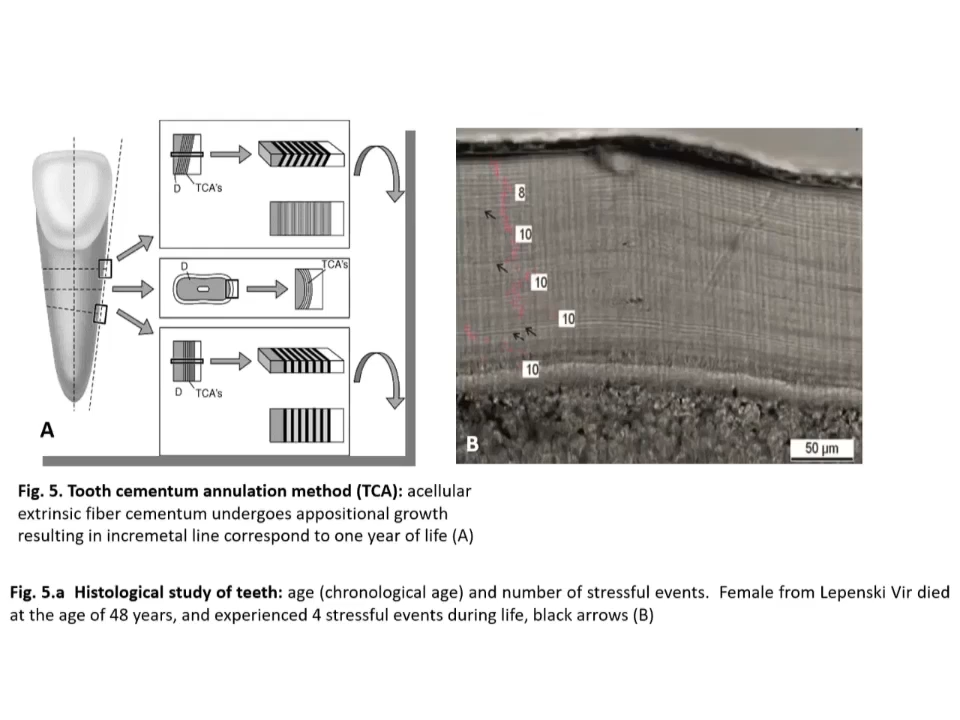 D
TCA's
D
TCA's
D
TCA's
A
8
10
10
10
10
B
50 µm
Fig. 5. Tooth cementum annulation method (TCA): acellular
extrinsic fiber cementum undergoes appositional growth
resulting in incremetal line correspond to one year of life (A)
Fig. 5.a Histological study of teeth: age (chronological age) and number of stressful events. Female from Lepenski Vir died
at the age of 48 years, and experienced 4 stressful events during life, black arrows (B)